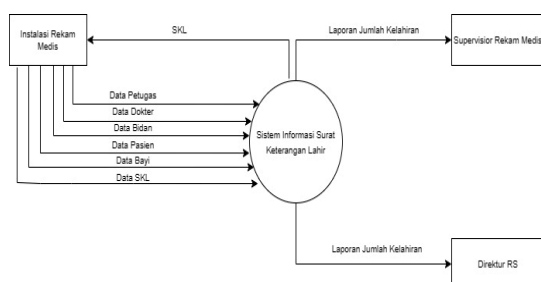 Instalasi Rekam
Medis
SKL
Laporan Jumlah Kelahiran
Supervisior Rekam Medis
Data Petugas
Data Dokter
Data Bidan
Data Pasien
Data Bayi
Data SKL
Sistem Informasi Surat
Keterangan Lahir
Laporan Jumlah Kelahiran
Direktur RS